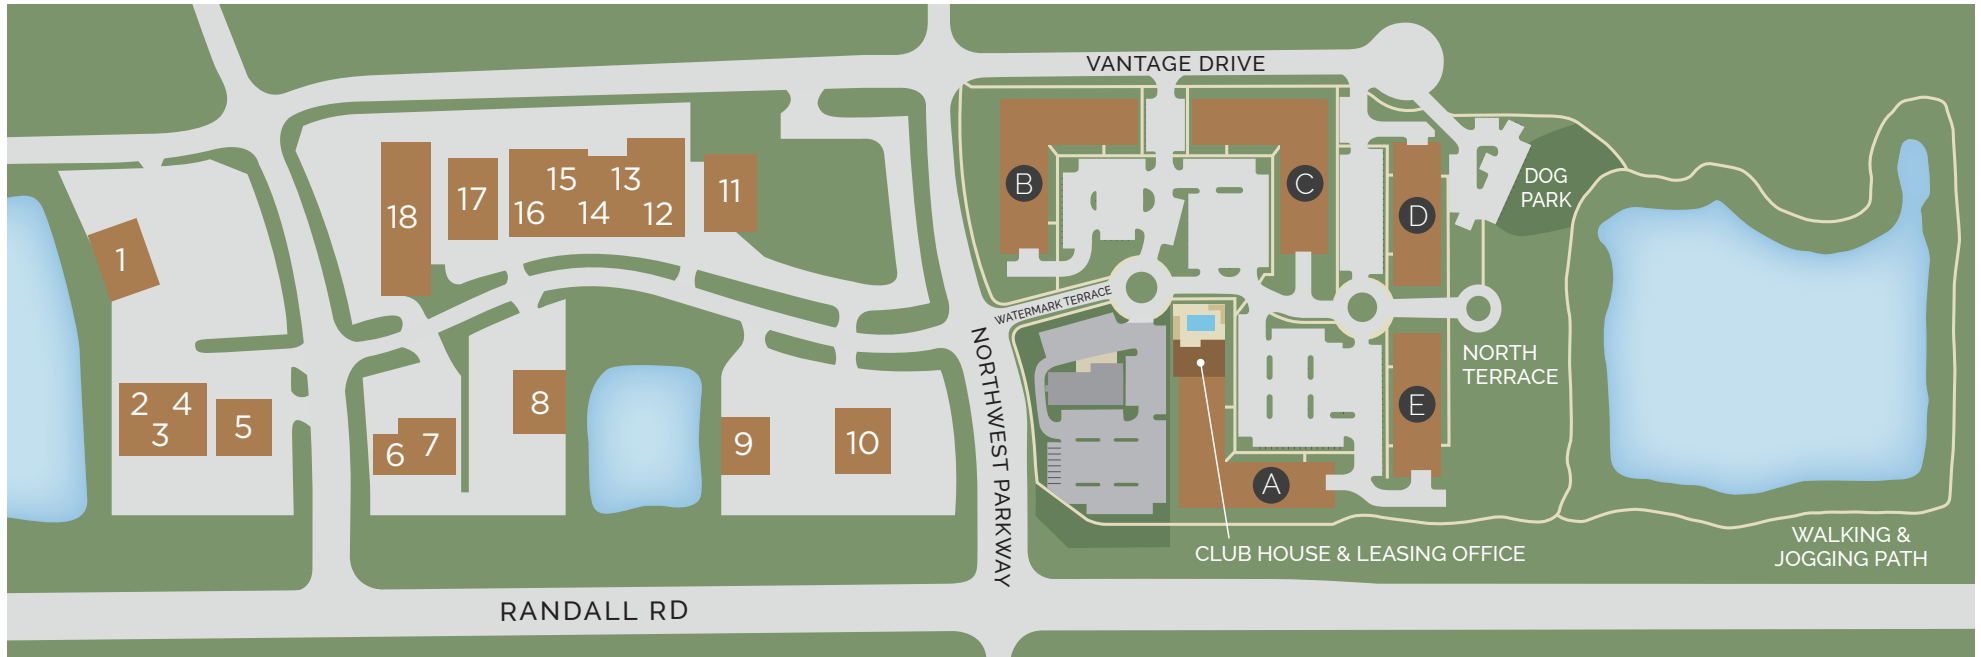 VANTAGE DRIVE
B
C
D
DOG
PARK
18
17
15
13
16
14
12
11
1
WATERMARK TERRACE
NORTHWEST PARKWAY
NORTH
TERRACE
2
4
3
5
6
7
8
9
10
E
A
CLUB HOUSE & LEASING OFFICE
WALKING &
JOGGING PATH
RANDALL RD